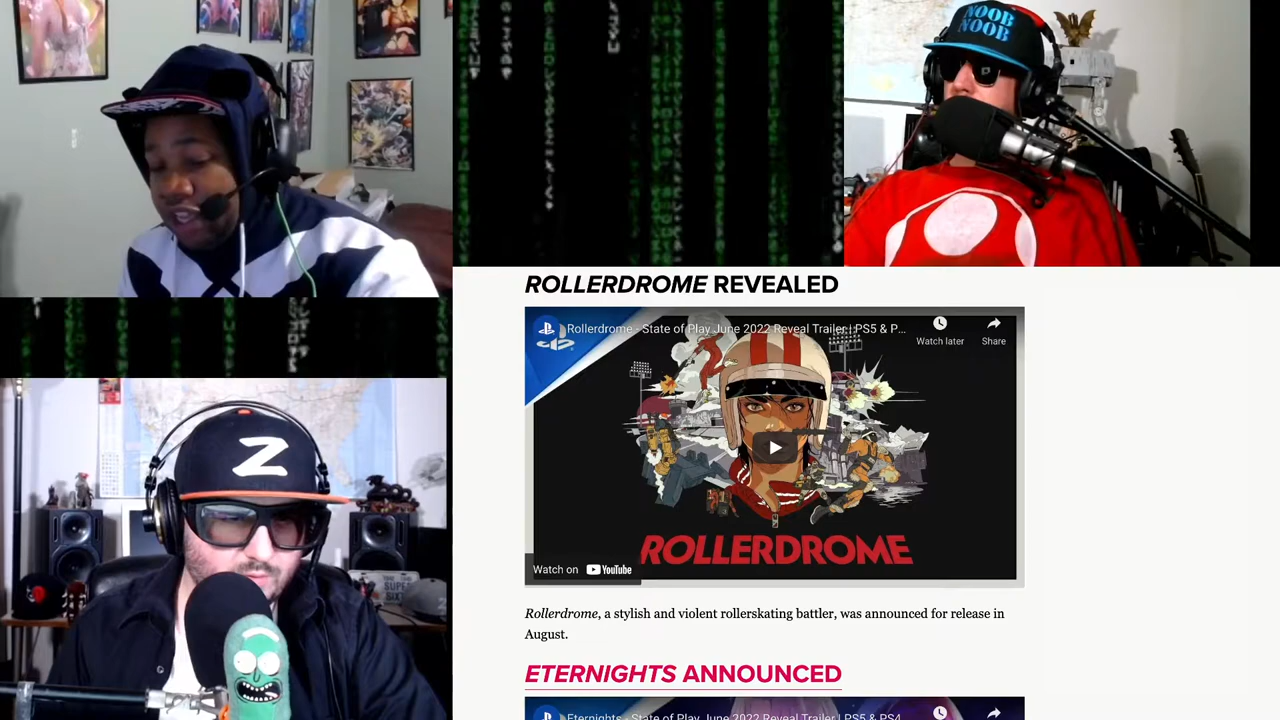 NOOB
NOOB
ROLLERDROME REVEALED
Rollerdrome - State of Play June 2022 Reveal Trailer | PS5 & P...
Watch later
Share
ROLLERDROME
Watch on YouTube
Rollerdrome, a stylish and violent rollerskating battler, was announced for release in
August.
ETERNIGHTS ANNOUNCED
Eternights - State of Play June 2022 Reveal Trailer | PS5 & PS4
Z
SUPER